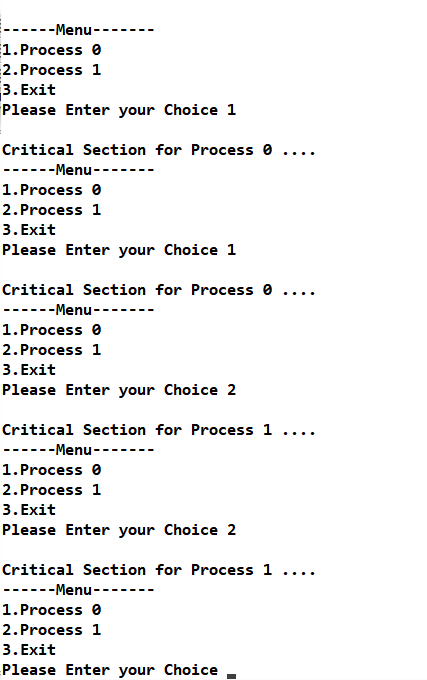 ------Menu-------
1.Process 0
2.Process 1
3.Exit
Please Enter your Choice 1
Critical Section for Process 0 ....
------Menu-------
1.Process 0
2.Process 1
3.Exit
Please Enter your Choice 1
Critical Section for Process 0 ....
------Menu-------
1.Process 0
2.Process 1
3.Exit
Please Enter your Choice 2
Critical Section for Process 1 ....
------Menu-------
1.Process 0
2.Process 1
3.Exit
Please Enter your Choice 2
Critical Section for Process 1 ....
------Menu-------
1.Process 0
2.Process 1
3.Exit
Please Enter your Choice